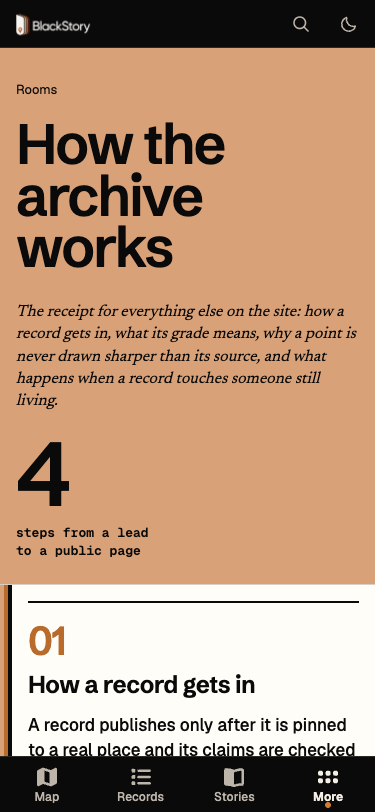 BlackStory
Rooms
How the
archive
works
The receipt for everything else on the site: how a
record gets in, what its grade means, why a point is
never drawn sharper than its source, and what
happens when a record touches someone still
living.
4
steps from a lead
to a public page
01
How a record gets in
A record publishes only after it is pinned
to a real place and its claims are checked
Map
Records
Stories
More